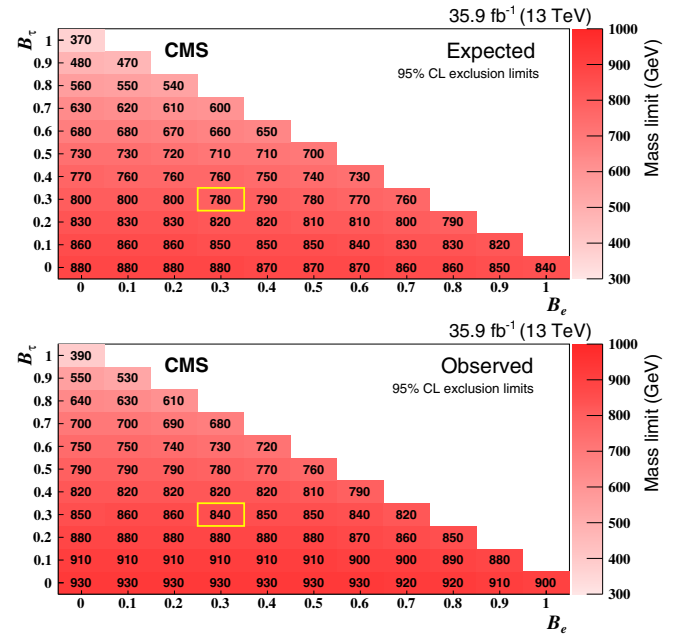 35.9 fb⁻¹ (13 TeV)
B_τ
CMS
Expected
95% CL exclusion limits
1 370
0.9 480 470
0.8 560 550 540
0.7 630 620 610 600
0.6 680 680 670 660 650
0.5 730 730 720 710 710 700
0.4 770 760 760 760 750 740 730
0.3 800 800 800 780 790 780 770 760
0.2 830 830 830 820 820 810 810 800 790
0.1 860 860 860 850 850 850 840 830 830 820
0 880 880 880 880 870 870 870 860 860 850 840
0 0.1 0.2 0.3 0.4 0.5 0.6 0.7 0.8 0.9 1
B_e
1000
900
800
700
600
500
400
300
Mass limit (GeV)
35.9 fb⁻¹ (13 TeV)
B_τ
CMS
Observed
95% CL exclusion limits
1 390
0.9 550 530
0.8 640 630 610
0.7 700 700 690 680
0.6 750 750 740 730 720
0.5 790 790 790 780 770 760
0.4 820 820 820 820 820 810 790
0.3 850 860 860 840 850 850 840 820
0.2 880 880 880 880 880 880 870 860 850
0.1 910 910 910 910 910 910 900 900 890 880
0 930 930 930 930 930 930 930 920 920 910 900
0 0.1 0.2 0.3 0.4 0.5 0.6 0.7 0.8 0.9 1
B_e
1000
900
800
700
600
500
400
300
Mass limit (GeV)